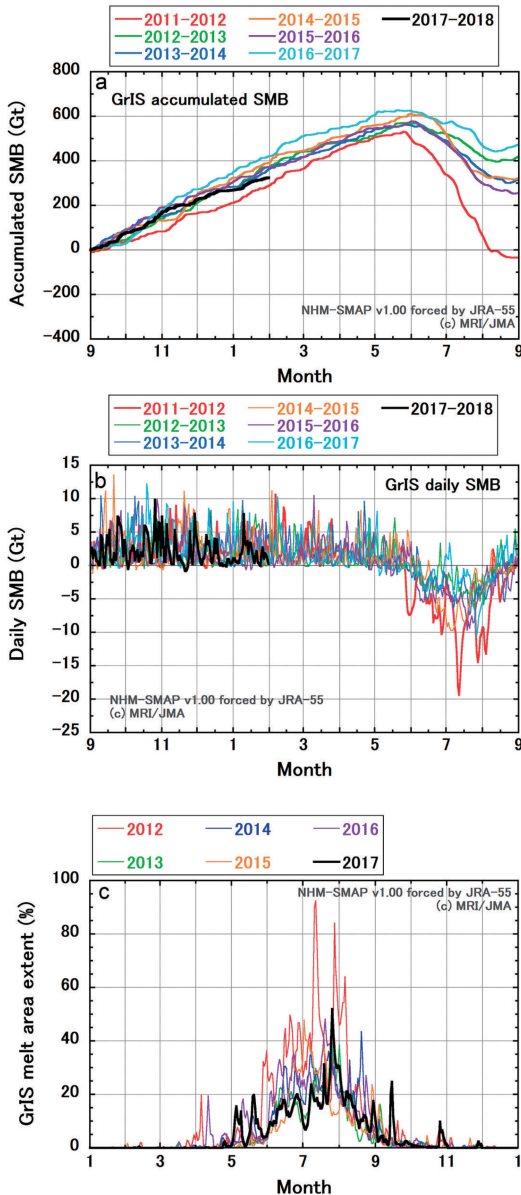 2011-2012 2014-2015 2017-2018
2012-2013 2015-2016
2013-2014 2016-2017
a
GrIS accumulated SMB
Accumulated SMB (Gt)
800
600
400
200
0
-200
-400
NHM-SMAP v1.00 forced by JRA-55
(c) MRI/JMA
9 11 1 3 5 7 9
Month
2011-2012 2014-2015 2017-2018
2012-2013 2015-2016
2013-2014 2016-2017
b
GrIS daily SMB
Daily SMB (Gt)
15
10
5
0
-5
-10
-15
-20
-25
NHM-SMAP v1.00 forced by JRA-55
(c) MRI/JMA
9 11 1 3 5 7 9
Month
2012 2014 2016
2013 2015 2017
c
NHM-SMAP v1.00 forced by JRA-55
(c) MRI/JMA
GrIS melt area extent (%)
100
80
60
40
20
0
1 3 5 7 9 11 1
Month